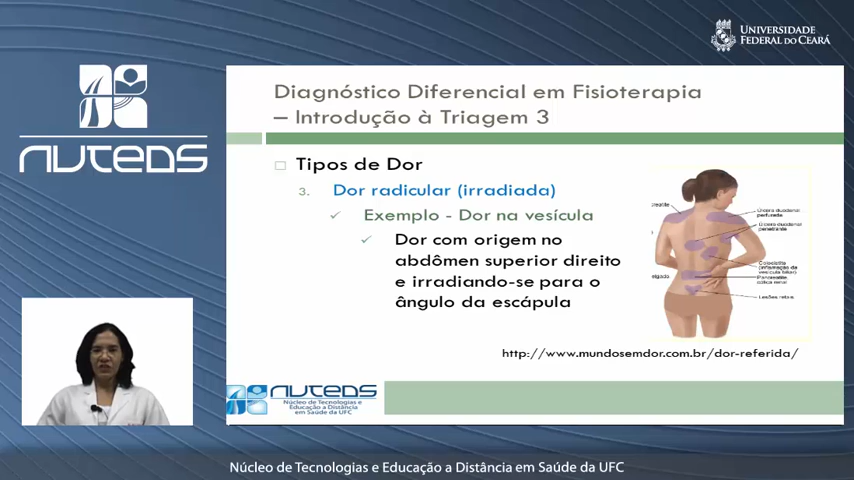 UNIVERSIDADE
FEDERAL DO CEARÁ
NUTEDS
Diagnóstico Diferencial em Fisioterapia
– Introdução à Triagem 3
Tipos de Dor
3. Dor radicular (irradiada)
Exemplo - Dor na vesícula
Dor com origem no
abdômen superior direito
e irradiando-se para o
ângulo da escápula
Úlcera duodenal
perfurada
Úlcera duodenal
penetrante
Colecistite
Pancreatite,
cólica renal
http://www.mundosemdor.com.br/dor-referida/
NUTEDS
Núcleo de Tecnologias e
Educação a Distância
em Saúde da UFC
Núcleo de Tecnologias e Educação a Distância em Saúde da UFC